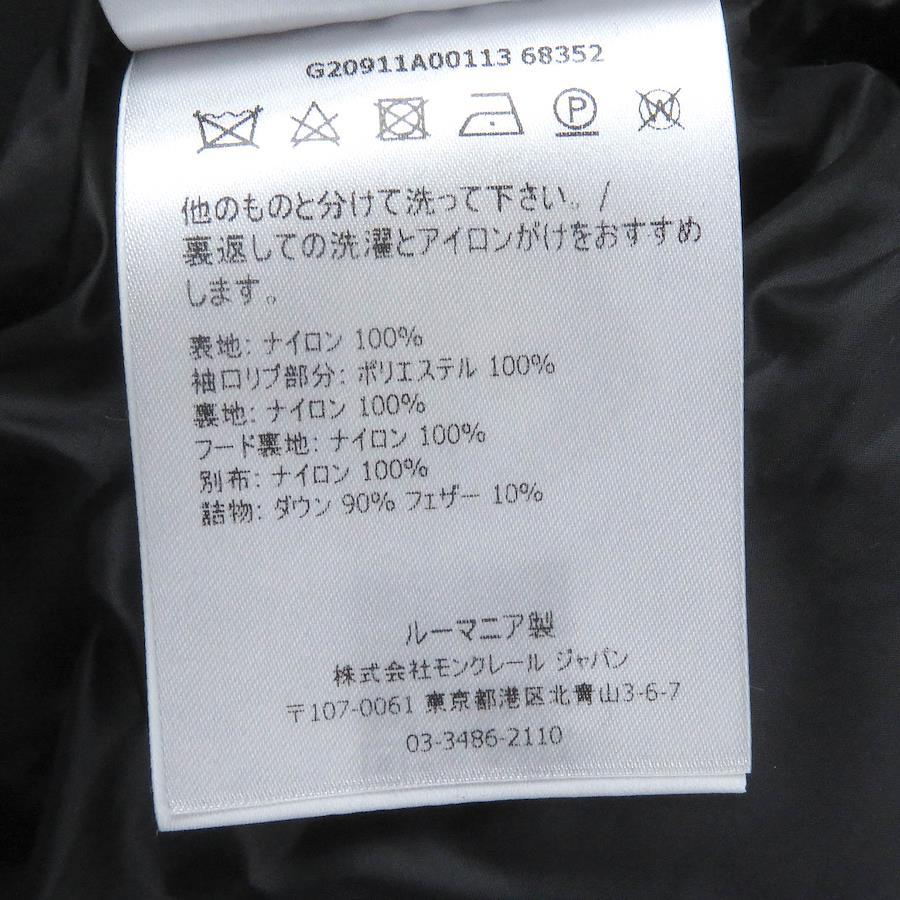 G20911A00113 68352
P
W
他のものと分けて洗って下さい。/
裏返しての洗濯とアイロンがけをおすすめ
します。
表地: ナイロン 100%
袖口リブ部分: ポリエステル 100%
裏地: ナイロン 100%
フード裏地: ナイロン 100%
別布: ナイロン 100%
詰物: ダウン 90% フェザー 10%
ルーマニア製
株式会社モンクレール ジャパン
〒107-0061 東京都港区北青山3-6-7
03-3486-2110